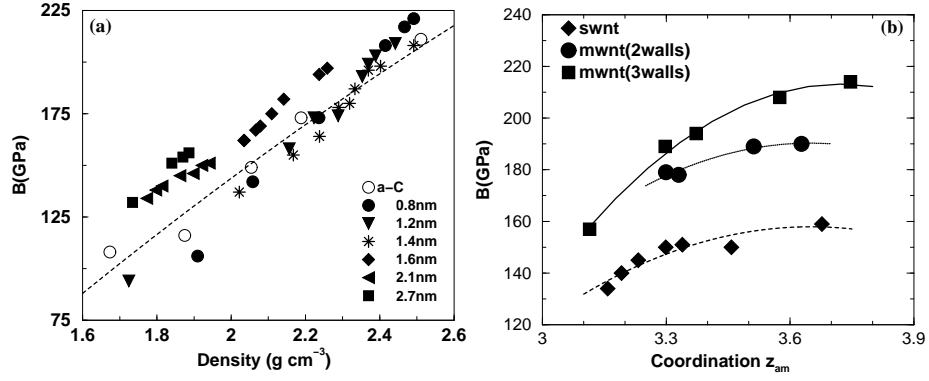 (a)
225
175
125
75
B(GPa)
1.6 1.8 2 2.2 2.4 2.6
Density (g cm⁻³)
a–C
0.8nm
1.2nm
1.4nm
1.6nm
2.1nm
2.7nm
(b)
240
220
200
180
160
140
120
B(GPa)
3 3.3 3.6 3.9
Coordination zam
swnt
mwnt(2walls)
mwnt(3walls)